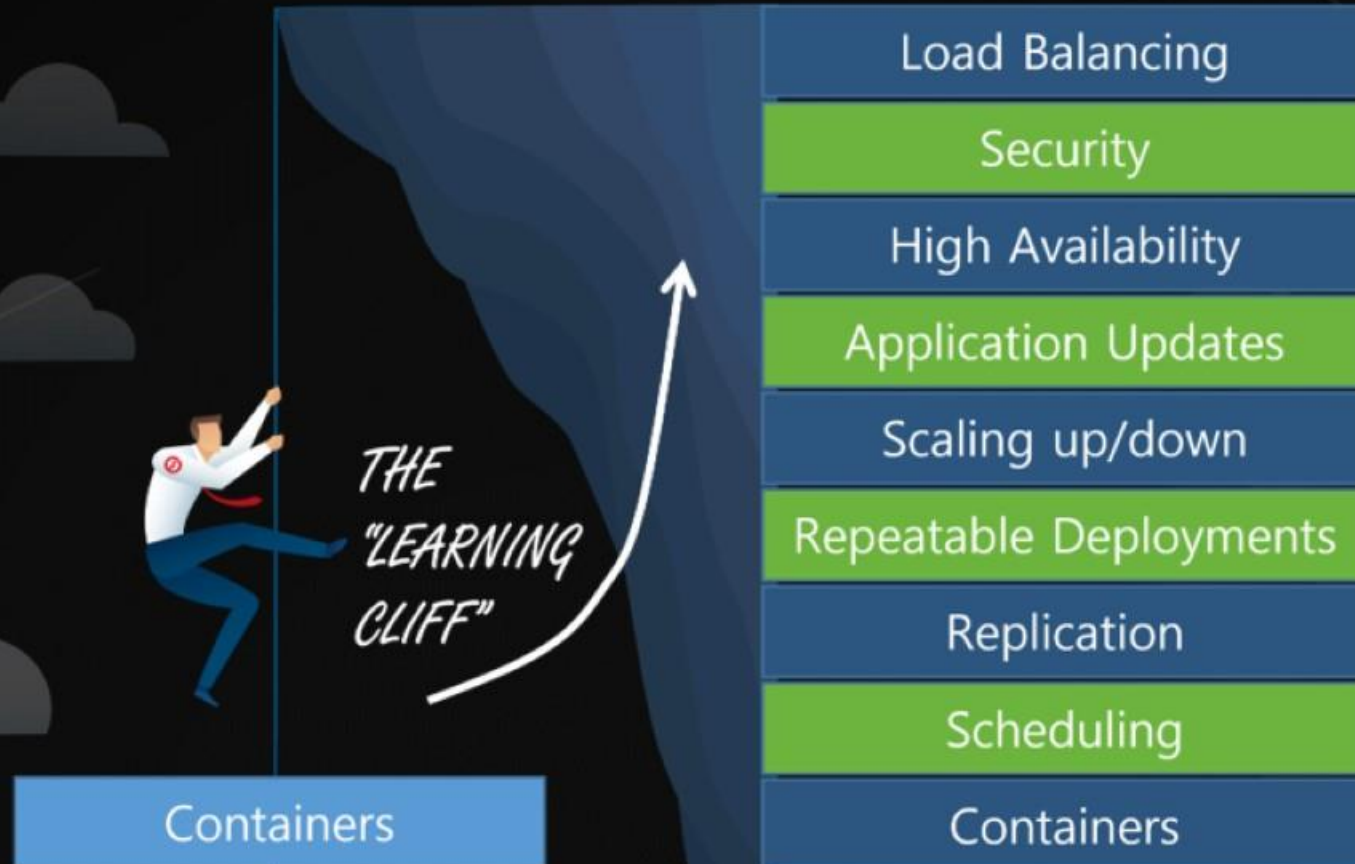 Load Balancing
Security
High Availability
Application Updates
Scaling up/down
Repeatable Deployments
Replication
Scheduling
Containers
THE
"LEARNING
CLIFF"
Containers